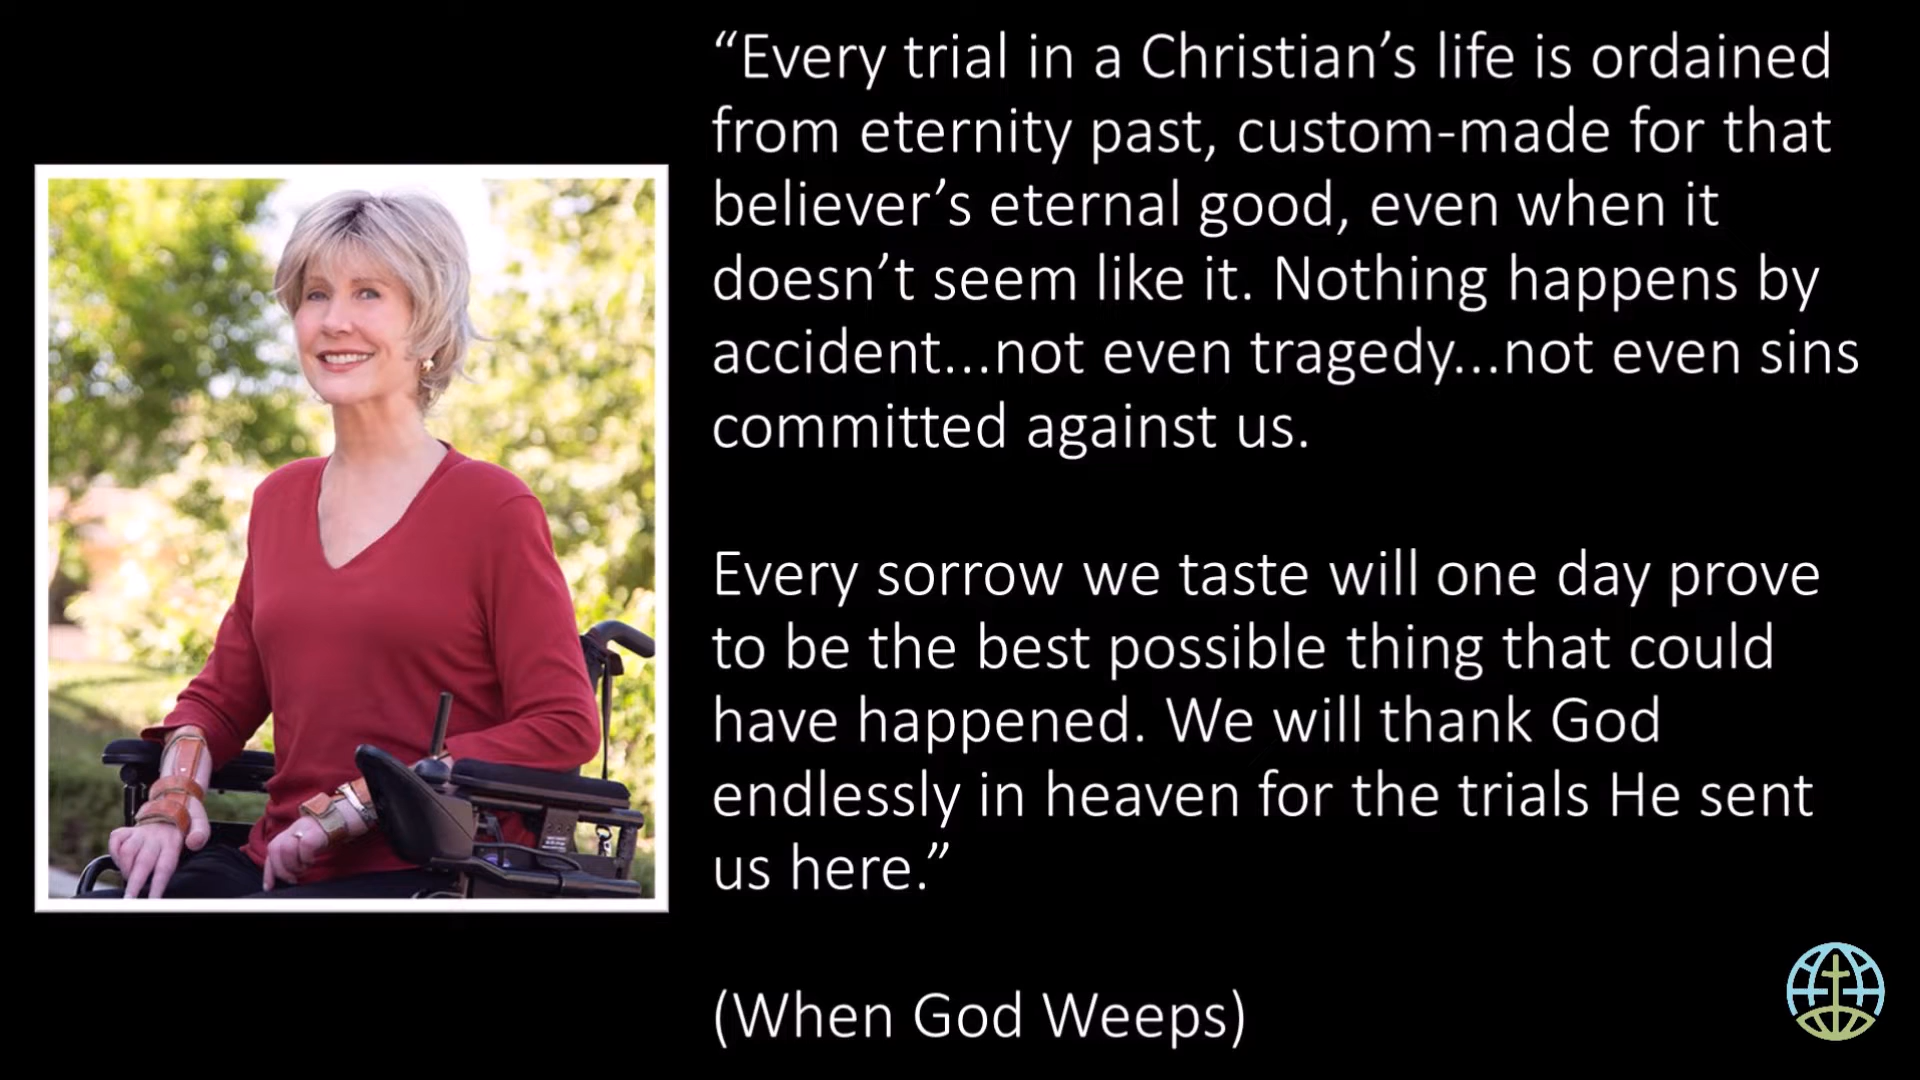 “Every trial in a Christian’s life is ordained
from eternity past, custom-made for that
believer’s eternal good, even when it
doesn’t seem like it. Nothing happens by
accident...not even tragedy...not even sins
committed against us.
Every sorrow we taste will one day prove
to be the best possible thing that could
have happened. We will thank God
endlessly in heaven for the trials He sent
us here.”
(When God Weeps)